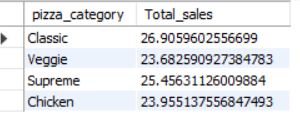 pizza_category Total_sales
Classic 26.9059602556699
Veggie 23.682590927384783
Supreme 25.45631126009884
Chicken 23.955137556847493